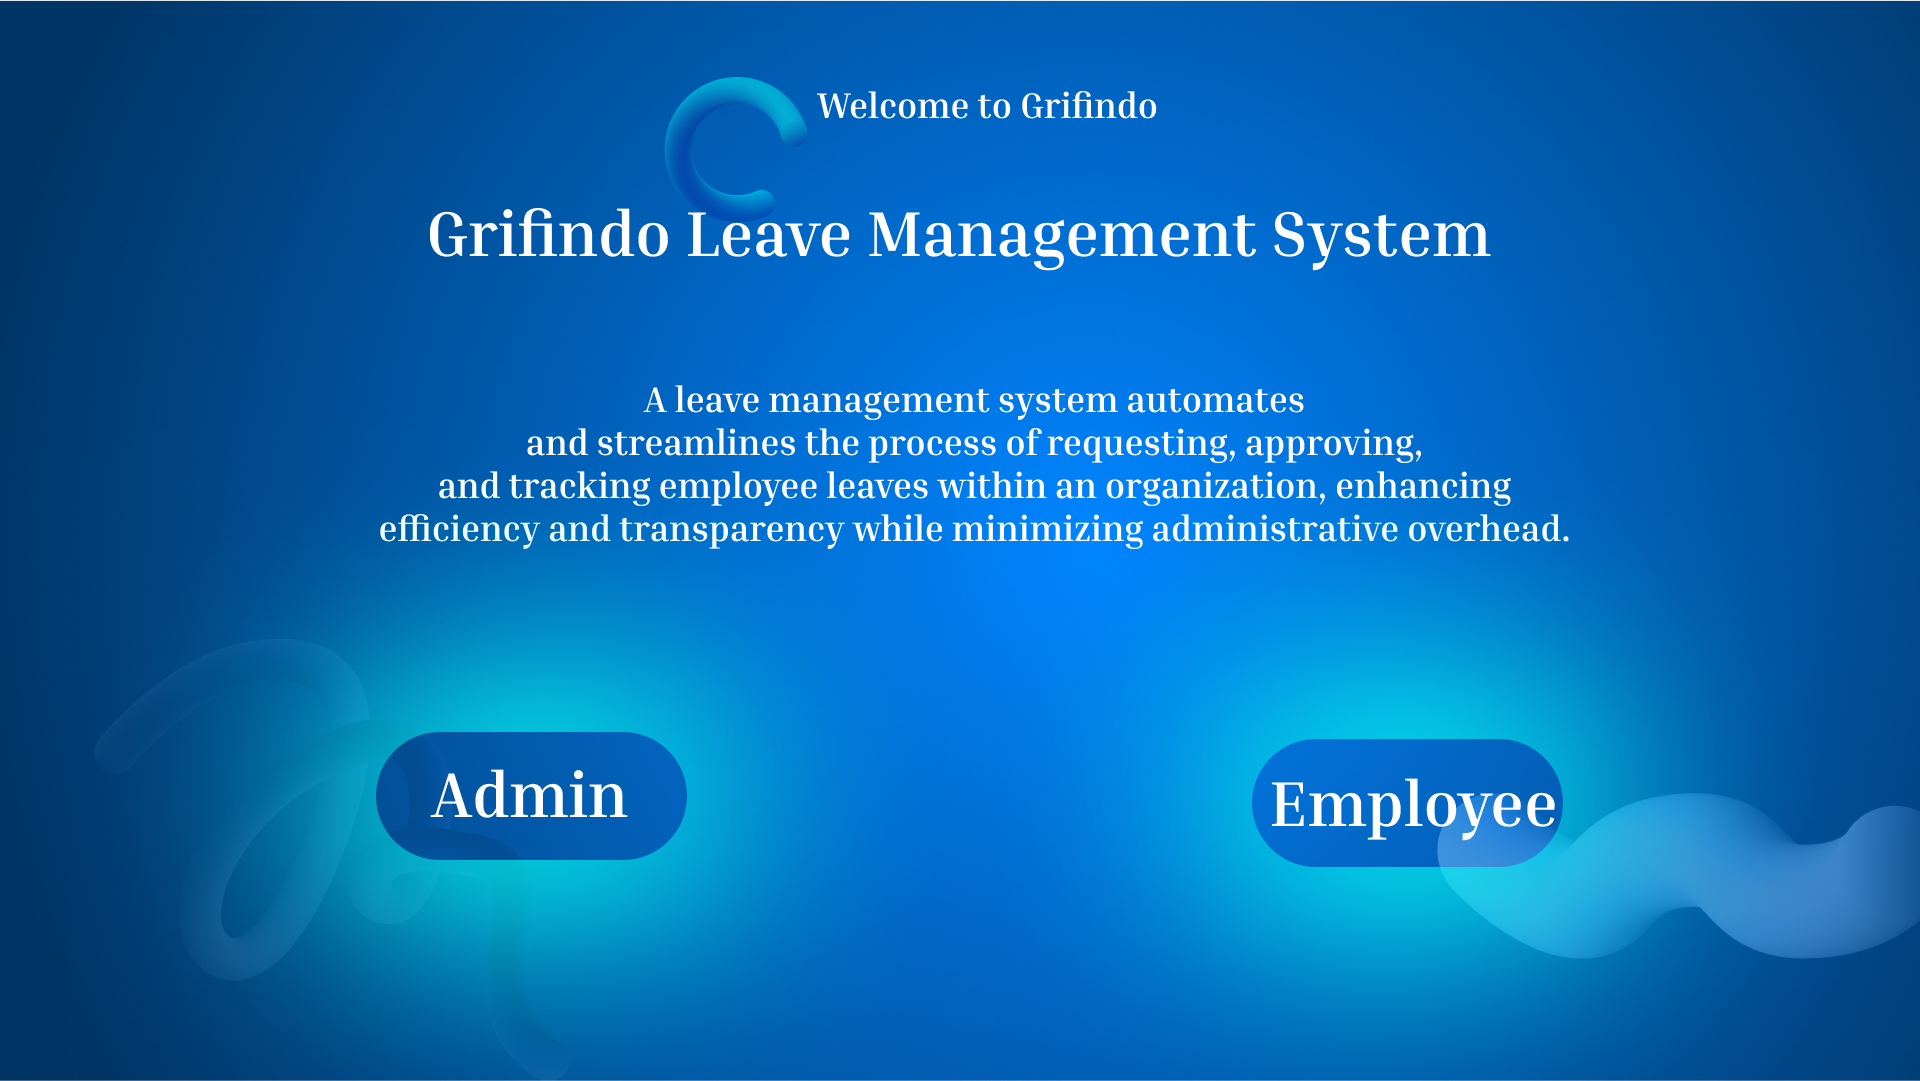 Welcome to Grifindo
Grifindo Leave Management System
A leave management system automates
and streamlines the process of requesting, approving,
and tracking employee leaves within an organization, enhancing
efficiency and transparency while minimizing administrative overhead.
Admin
Employee